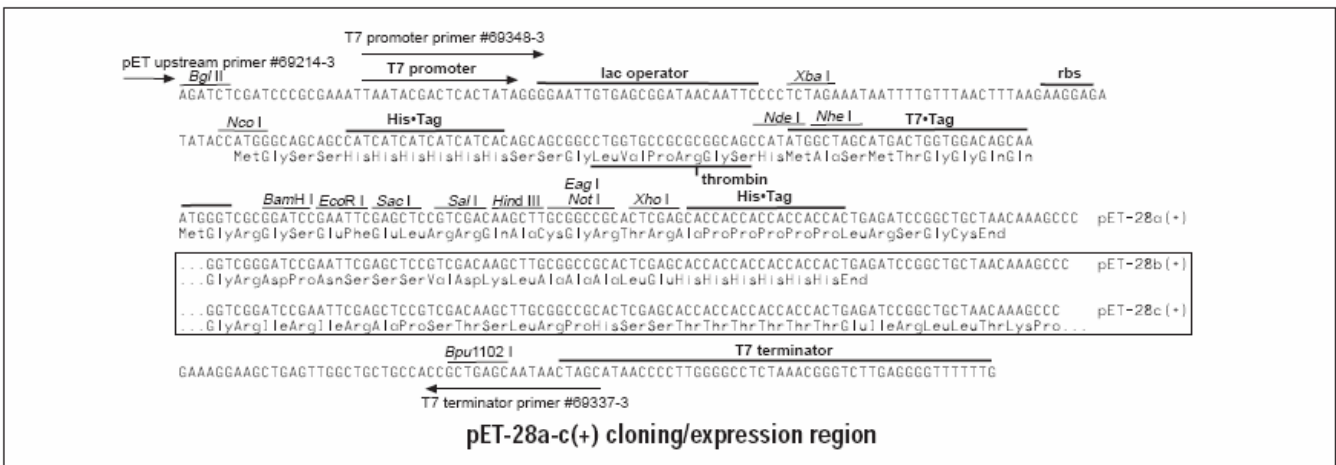 T7 promoter primer #69348-3
pET upstream primer #69214-3
Bgl II T7 promoter lac operator Xba I rbs
AGATCTCGATCCCGCGAAATTAATACGACTCACTATAGGGGAATTGTGAGCGGATAACAATTCCCCTCTAGAAATAATTTTGTTTAACTTTAAGAAGGAGA
Nco I His•Tag Nde I Nhe I T7•Tag
TATACCATGGGCAGCAGCCATCATCATCATCATCACAGCAGCGGCCTGGTGCCGCGCGGCAGCCATATGGCTAGCATGACTGGTGGACAGCAA
MetGlySerSerHisHisHisHisHisHisSerSerGlyLeuValProArgGlySerHisMetAlaSerMetThrGlyGlyGlnGln
thrombin
BamH I EcoR I Sac I Sal I Hind III Eag I Not I Xho I His•Tag
ATGGGTCGCGGATCCGAATTCGAGCTCCGTCGACAAGCTTGCGGCCGCACTCGAGCACCACCACCACCACCACTGAGATCCGGCTGCTAACAAAGCCC pET-28a(+)
MetGlyArgGlySerGluPheGluLeuArgArgGlnAlaCysGlyArgThrArgAlaProProProProProLeuArgSerGlyCysEnd
...GGTCGGGATCCGAATTCGAGCTCCGTCGACAAGCTTGCGGCCGCACTCGAGCACCACCACCACCACCACTGAGATCCGGCTGCTAACAAAGCCC pET-28b(+)
...GlyArgAspProAsnSerSerSerValAspLysLeuAlaAlaAlaLeuGluHisHisHisHisHisHisEnd
...GGTCGGATCCGAATTCGAGCTCCGTCGACAAGCTTGCGGCCGCACTCGAGCACCACCACCACCACCACTGAGATCCGGCTGCTAACAAAGCCC pET-28c(+)
...GlyArgIleArgIleArgAlaProSerThrSerLeuArgProHisSerSerThrThrThrThrThrThrGluIleArgLeuLeuThrLysPro...
Bpu1102 I T7 terminator
GAAAGGAAGCTGAGTTGGCTGCTGCCACCGCTGAGCAATAACTAGCATAACCCCTTGGGGCCTCTAAACGGGTCTTGAGGGGTTTTTTG
T7 terminator primer #69337-3
pET-28a-c(+) cloning/expression region